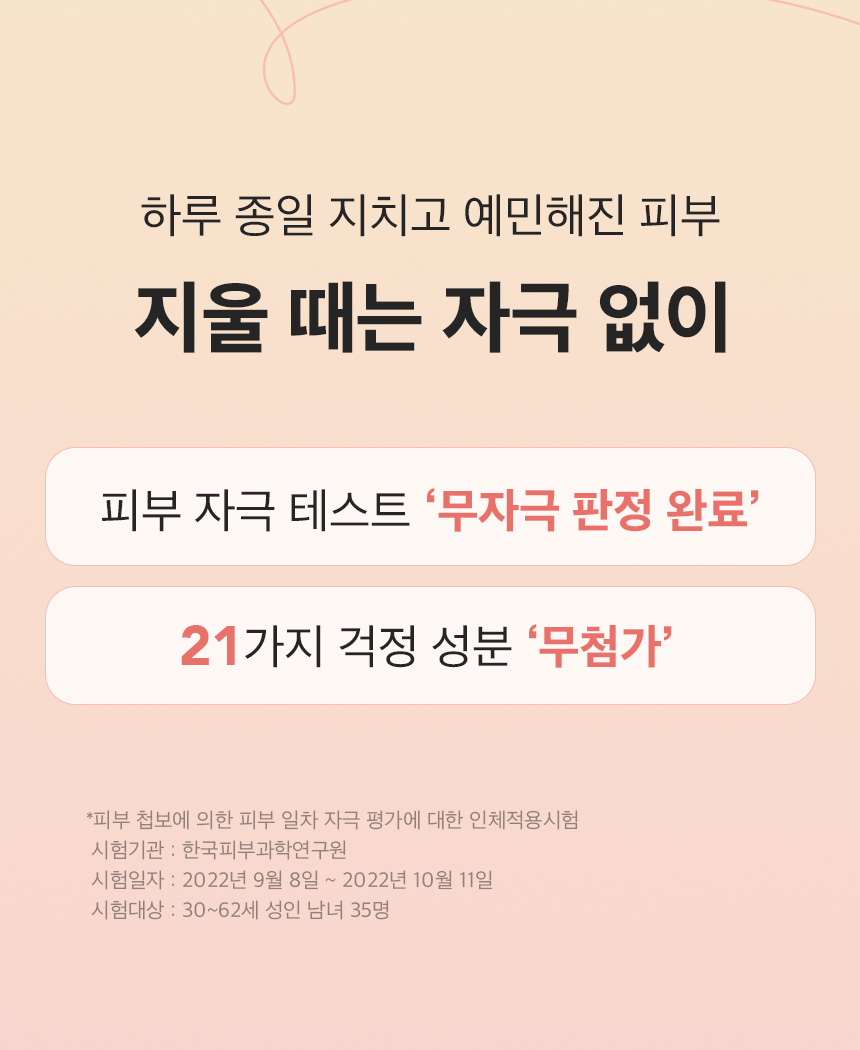 하루 종일 지치고 예민해진 피부
지울 때는 자극 없이
피부 자극 테스트 ‘무자극 판정 완료’
21가지 걱정 성분 ‘무첨가’
*피부 첩보에 의한 피부 일차 자극 평가에 대한 인체적용시험
시험기관 : 한국피부과학연구원
시험일자 : 2022년 9월 8일 ~ 2022년 10월 11일
시험대상 : 30~62세 성인 남녀 35명